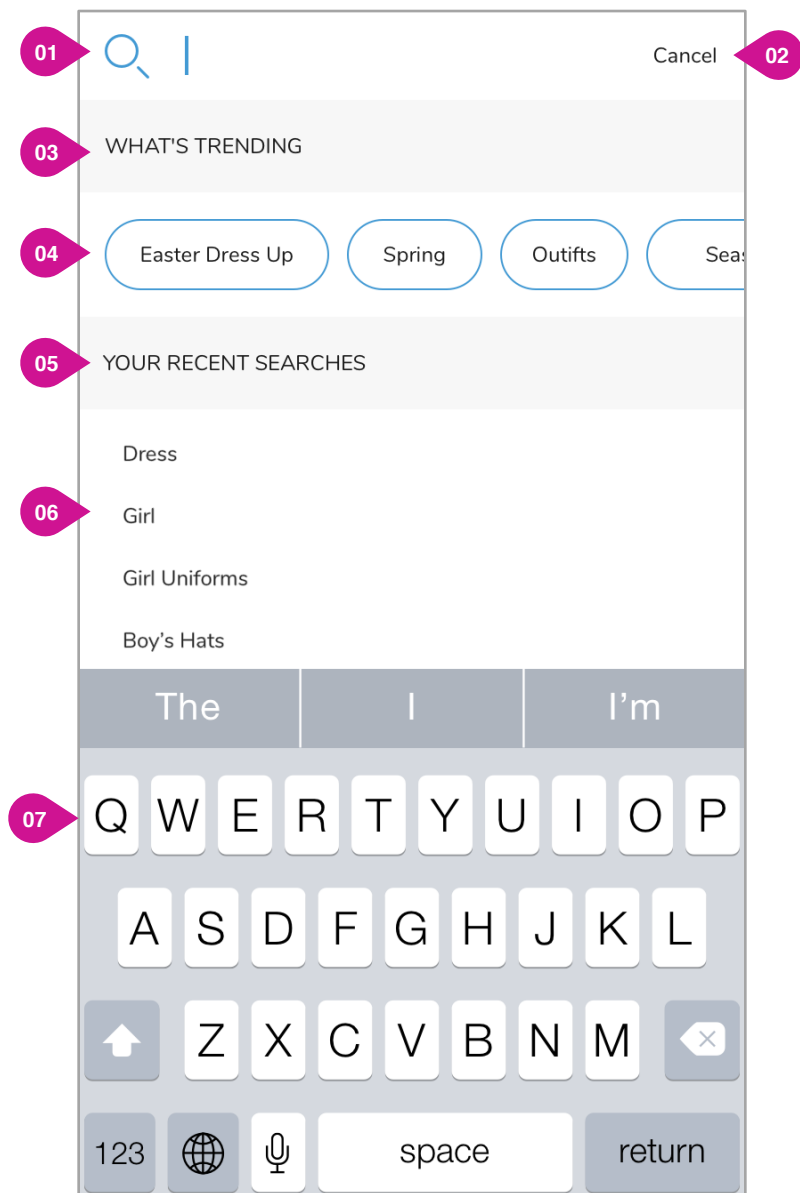 01 Cancel 02
03 WHAT'S TRENDING
04 Easter Dress Up Spring Outifts Seas
05 YOUR RECENT SEARCHES
Dress
06 Girl
Girl Uniforms
Boy’s Hats
The I I’m
07 Q W E R T Y U I O P
A S D F G H J K L
Z X C V B N M
123 space return